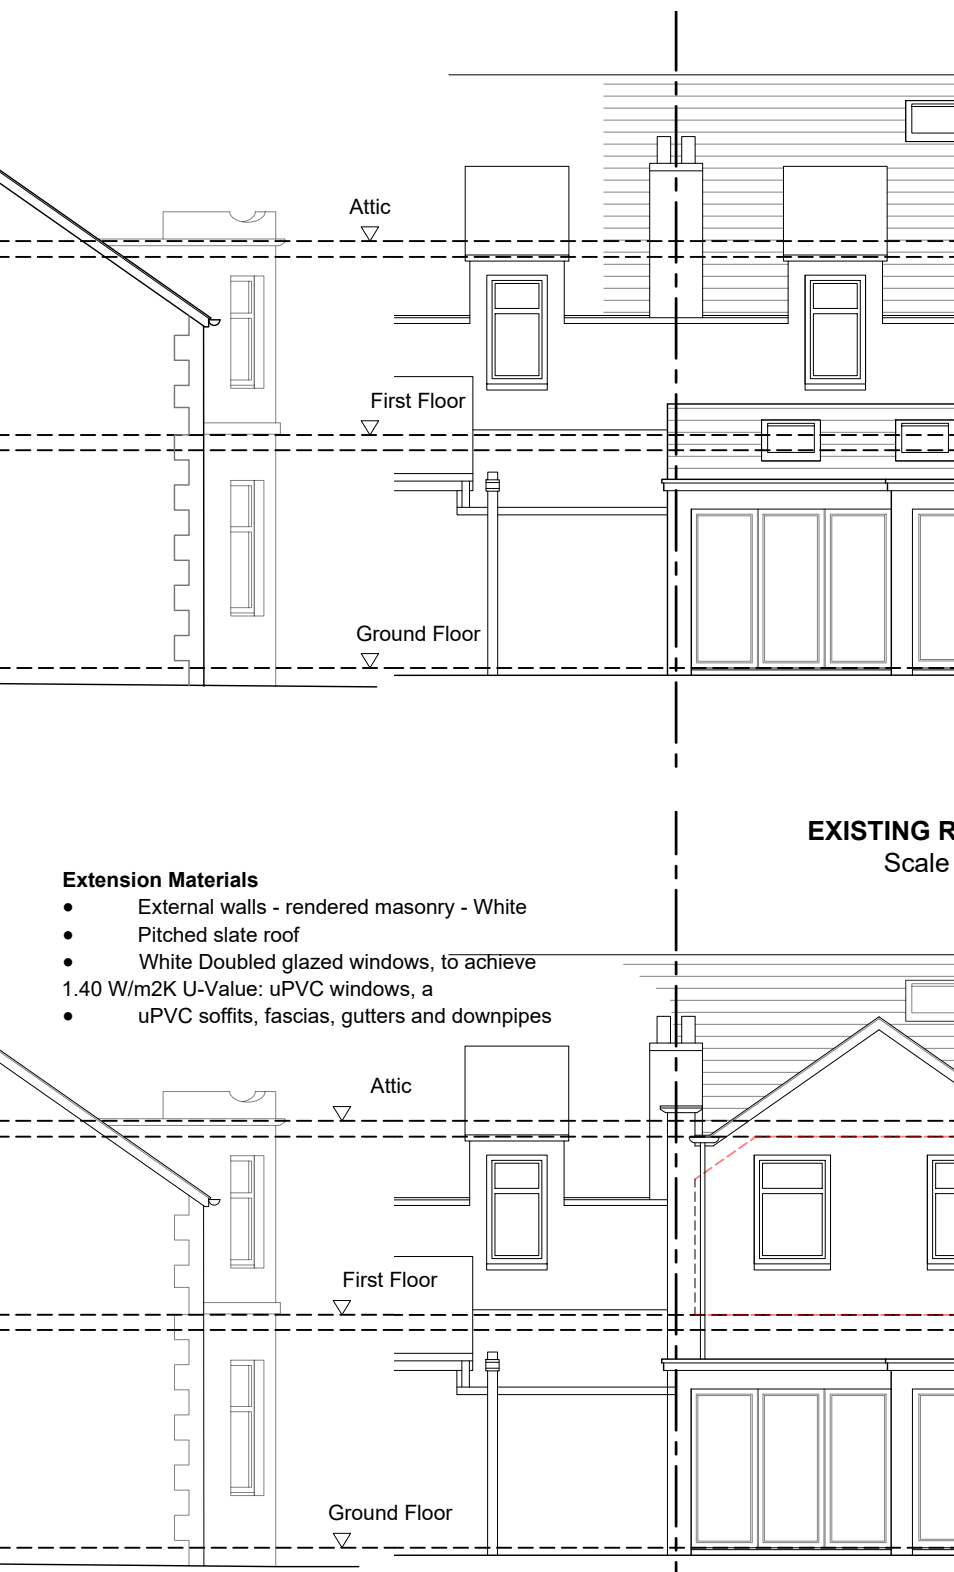 Attic
First Floor
Ground Floor
EXISTING R
Scale
Extension Materials
● External walls - rendered masonry - White
● Pitched slate roof
● White Doubled glazed windows, to achieve
1.40 W/m2K U-Value: uPVC windows, a
● uPVC soffits, fascias, gutters and downpipes
Attic
First Floor
Ground Floor